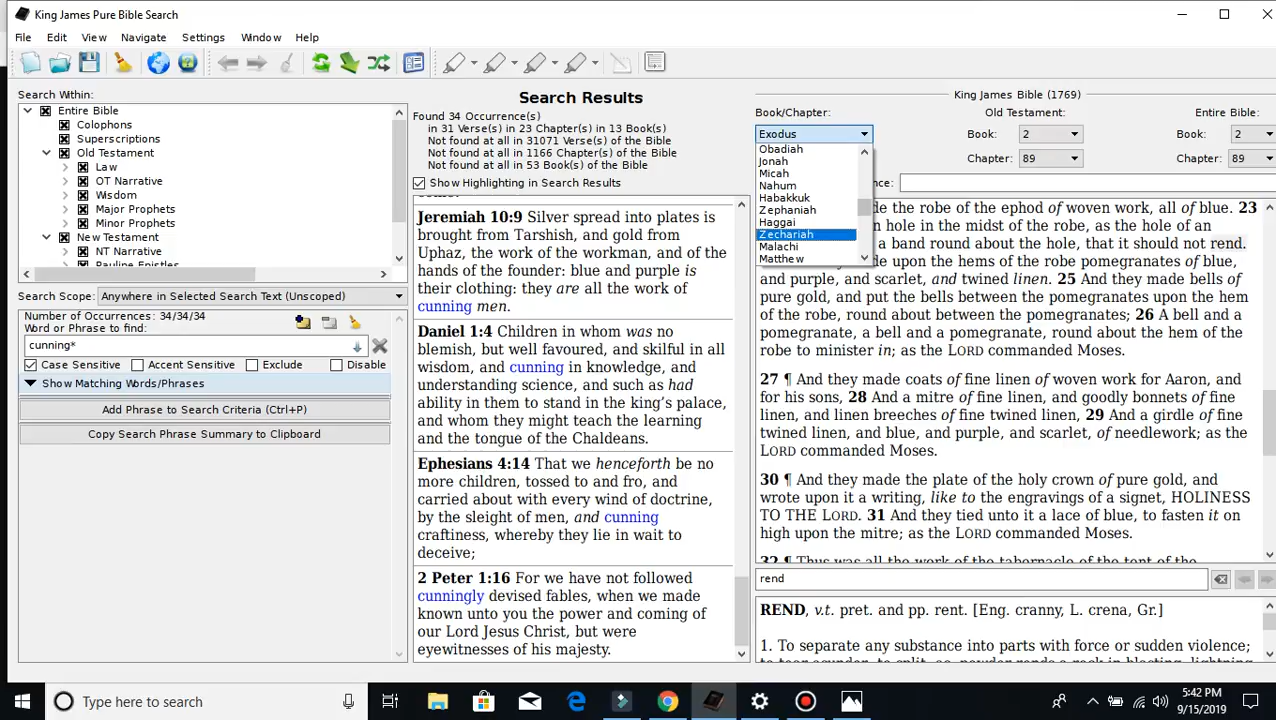 King James Pure Bible Search
File Edit View Navigate Settings Window Help
Search Within:
Entire Bible
Colophons
Superscriptions
Old Testament
Law
OT Narrative
Wisdom
Major Prophets
Minor Prophets
New Testament
NT Narrative
Search Scope: Anywhere in Selected Search Text (Unscoped)
Number of Occurrences: 34/34/34
Word or Phrase to find:
cunning*
Case Sensitive Accent Sensitive Exclude Disable
Show Matching Words/Phrases
Add Phrase to Search Criteria (Ctrl+P)
Copy Search Phrase Summary to Clipboard
Search Results
Found 34 Occurrence(s)
in 31 Verse(s) in 23 Chapter(s) in 13 Book(s)
Not found at all in 31071 Verse(s) of the Bible
Not found at all in 1166 Chapter(s) of the Bible
Not found at all in 53 Book(s) of the Bible
Show Highlighting in Search Results
Jeremiah 10:9 Silver spread into plates is
brought from Tarshish, and gold from
Uphaz, the work of the workman, and of the
hands of the founder: blue and purple is
their clothing: they are all the work of
cunning men.
Daniel 1:4 Children in whom was no
blemish, but well favoured, and skilful in all
wisdom, and cunning in knowledge, and
understanding science, and such as had
ability in them to stand in the king's palace,
and whom they might teach the learning
and the tongue of the Chaldeans.
Ephesians 4:14 That we henceforth be no
more children, tossed to and fro, and
carried about with every wind of doctrine,
by the sleight of men, and cunning
craftiness, whereby they lie in wait to
deceive;
2 Peter 1:16 For we have not followed
cunningly devised fables, when we made
known unto you the power and coming of
our Lord Jesus Christ, but were
eyewitnesses of his majesty.
King James Bible (1769)
Book/Chapter: Old Testament: Entire Bible:
Exodus Book: 2 Book: 2
Chapter: 89 Chapter: 89
Obadiah
Jonah
Micah
Nahum
Habakkuk
Zephaniah
Haggai
Zechariah
Malachi
Matthew
nce:
de the robe of the ephod of woven work, all of blue. 23
n hole in the midst of the robe, as the hole of an
a band round about the hole, that it should not rend.
de upon the hems of the robe pomegranates of blue,
and purple, and scarlet, and twined linen. 25 And they made bells of
pure gold, and put the bells between the pomegranates upon the hem
of the robe, round about between the pomegranates; 26 A bell and a
pomegranate, a bell and a pomegranate, round about the hem of the
robe to minister in; as the LORD commanded Moses.
27 ¶ And they made coats of fine linen of woven work for Aaron, and
for his sons, 28 And a mitre of fine linen, and goodly bonnets of fine
linen, and linen breeches of fine twined linen, 29 And a girdle of fine
twined linen, and blue, and purple, and scarlet, of needlework; as the
LORD commanded Moses.
30 ¶ And they made the plate of the holy crown of pure gold, and
wrote upon it a writing, like to the engravings of a signet, HOLINESS
TO THE LORD. 31 And they tied unto it a lace of blue, to fasten it on
high upon the mitre; as the LORD commanded Moses.
32 ¶ Thus was all the work of the tabernacle of the tent of the
rend
REND, v.t. pret. and pp. rent. [Eng. cranny, L. crena, Gr.]
1. To separate any substance into parts with force or sudden violence;
Type here to search
3:42 PM
9/15/2019